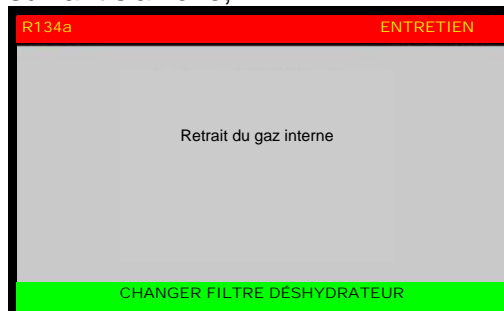 R134a ENTRETIEN
Retrait du gaz interne
CHANGER FILTRE DÉSHYDRATEUR